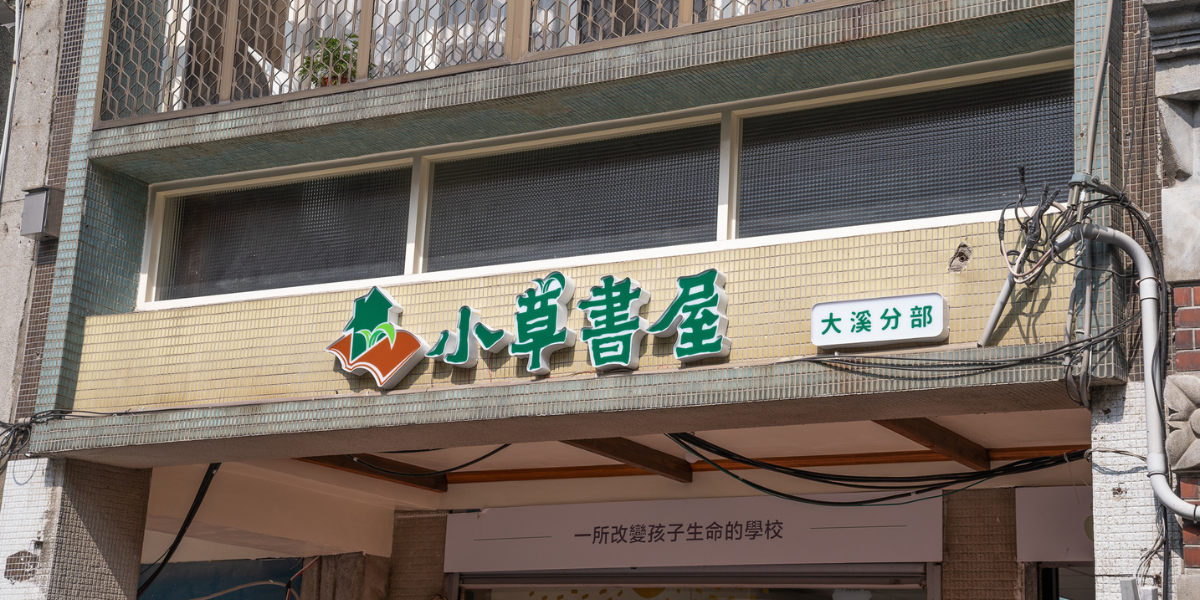 小草書屋
大溪分部
一所改變孩子生命的學校